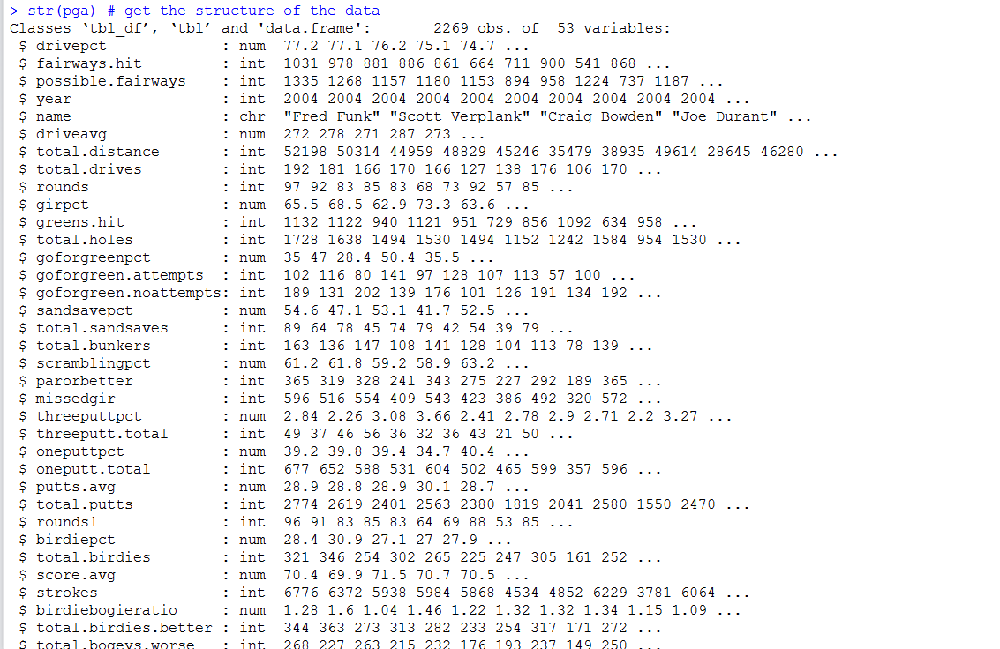 > str(pga) # get the structure of the data
Classes ‘tbl_df’, ‘tbl’ and 'data.frame':	2269 obs. of  53 variables:
 $ drivepct             : num  77.2 77.1 76.2 75.1 74.7 ...
 $ fairways.hit         : int  1031 978 881 886 861 664 711 900 541 868 ...
 $ possible.fairways    : int  1335 1268 1157 1180 1153 894 958 1224 737 1187 ...
 $ year                 : int  2004 2004 2004 2004 2004 2004 2004 2004 2004 2004 ...
 $ name                 : chr  "Fred Funk" "Scott Verplank" "Craig Bowden" "Joe Durant" ...
 $ driveavg             : num  272 278 271 287 273 ...
 $ total.distance       : int  52198 50314 44959 48829 45246 35479 38935 49614 28645 46280 ...
 $ total.drives         : int  192 181 166 170 166 127 138 176 106 170 ...
 $ rounds               : int  97 92 83 85 83 68 73 92 57 85 ...
 $ girpct               : num  65.5 68.5 62.9 73.3 63.6 ...
 $ greens.hit           : int  1132 1122 940 1121 951 729 856 1092 634 958 ...
 $ total.holes          : int  1728 1638 1494 1530 1494 1152 1242 1584 954 1530 ...
 $ goforgreenpct        : num  35 47 28.4 50.4 35.5 ...
 $ goforgreen.attempts  : int  102 116 80 141 97 128 107 113 57 100 ...
 $ goforgreen.noattempts: int  189 131 202 139 176 101 126 191 134 192 ...
 $ sandsavepct          : num  54.6 47.1 53.1 41.7 52.5 ...
 $ total.sandsaves      : int  89 64 78 45 74 79 42 54 39 79 ...
 $ total.bunkers        : int  163 136 147 108 141 128 104 113 78 139 ...
 $ scramblingpct        : num  61.2 61.8 59.2 58.9 63.2 ...
 $ parorbetter          : int  365 319 328 241 343 275 227 292 189 365 ...
 $ missedgir            : int  596 516 554 409 543 423 386 492 320 572 ...
 $ threeputtpct         : num  2.84 2.26 3.08 3.66 2.41 2.78 2.9 2.71 2.2 3.27 ...
 $ threeputt.total      : int  49 37 46 56 36 32 36 43 21 50 ...
 $ oneputtpct           : num  39.2 39.8 39.4 34.7 40.4 ...
 $ oneputt.total        : int  677 652 588 531 604 502 465 599 357 596 ...
 $ putts.avg            : num  28.9 28.8 28.9 30.1 28.7 ...
 $ total.putts          : int  2774 2619 2401 2563 2380 1819 2041 2580 1550 2470 ...
 $ rounds1              : int  96 91 83 85 83 64 69 88 53 85 ...
 $ birdiepct            : num  28.4 30.9 27.1 27 27.9 ...
 $ total.birdies        : int  321 346 254 302 265 225 247 305 161 252 ...
 $ score.avg            : num  70.4 69.9 71.5 70.7 70.5 ...
 $ strokes              : int  6776 6372 5938 5984 5868 4534 4852 6229 3781 6064 ...
 $ birdiebogieratio     : num  1.28 1.6 1.04 1.46 1.22 1.32 1.32 1.34 1.15 1.09 ...
 $ total.birdies.better : int  344 363 273 313 282 233 254 317 171 272 ...
 $ total.bogeys.worse   : int  268 227 263 215 232 176 193 237 149 250 ...